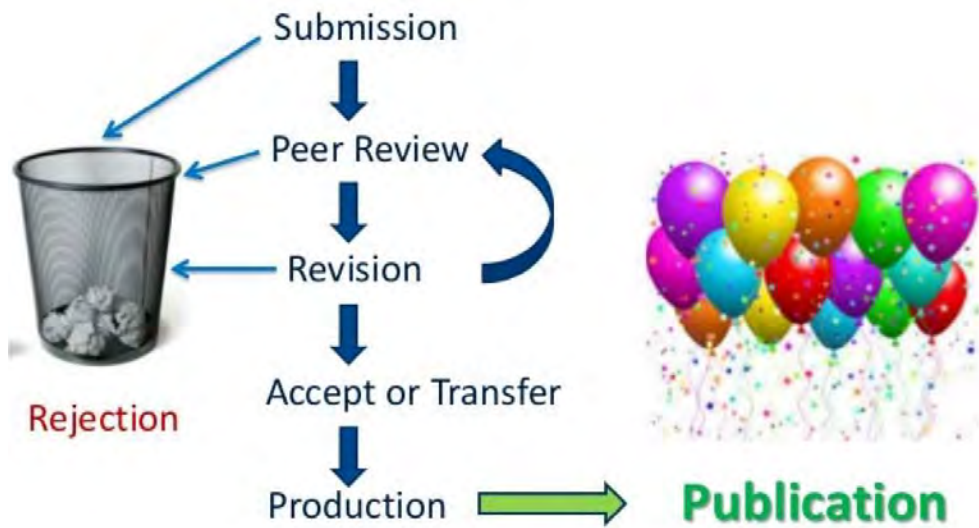 Submission
Peer Review
Revision
Accept or Transfer
Rejection
Production
Publication